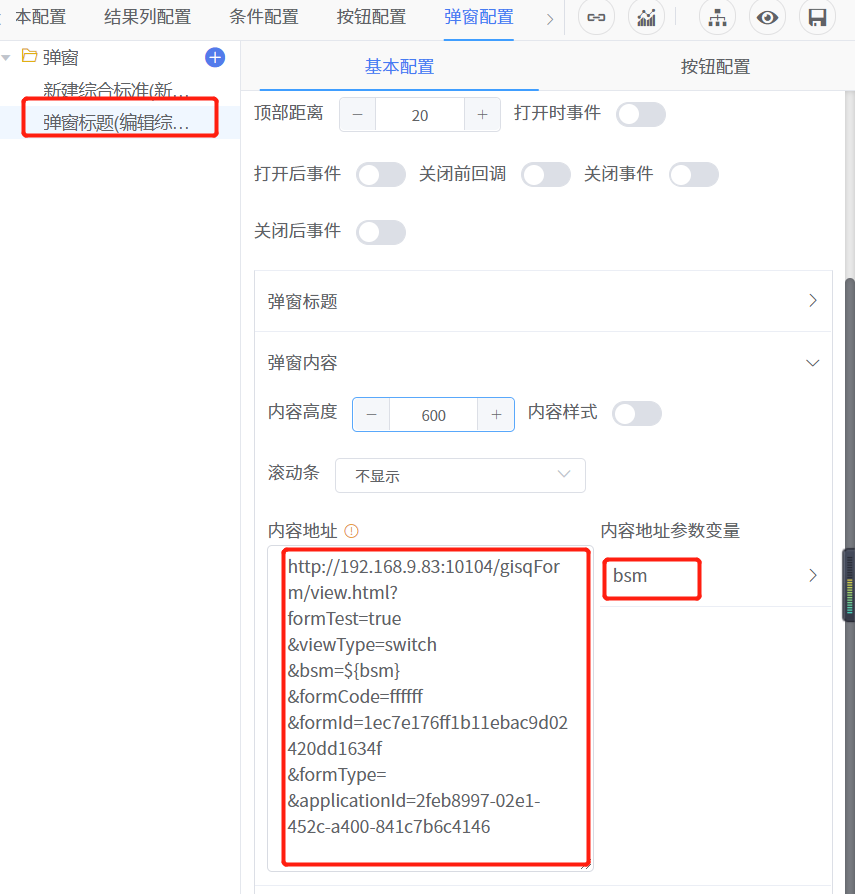 本配置 结果列配置 条件配置 按钮配置 弹窗配置
弹窗
基本配置 按钮配置
新建综合标准(新...
弹窗标题(编辑综...
顶部距离 20 打开时事件
打开后事件 关闭前回调 关闭事件
关闭后事件
弹窗标题
弹窗内容
内容高度 600 内容样式
滚动条 不显示
内容地址 内容地址参数变量
http://192.168.9.83:10104/gisqFor
m/view.html?
formTest=true
&viewType=switch
&bsm=${bsm}
&formCode=ffffff
&formId=1ec7e176ff1b11ebac9d02
420dd1634f
&formType=
&applicationId=2feb8997-02e1-
452c-a400-841c7b6c4146
bsm